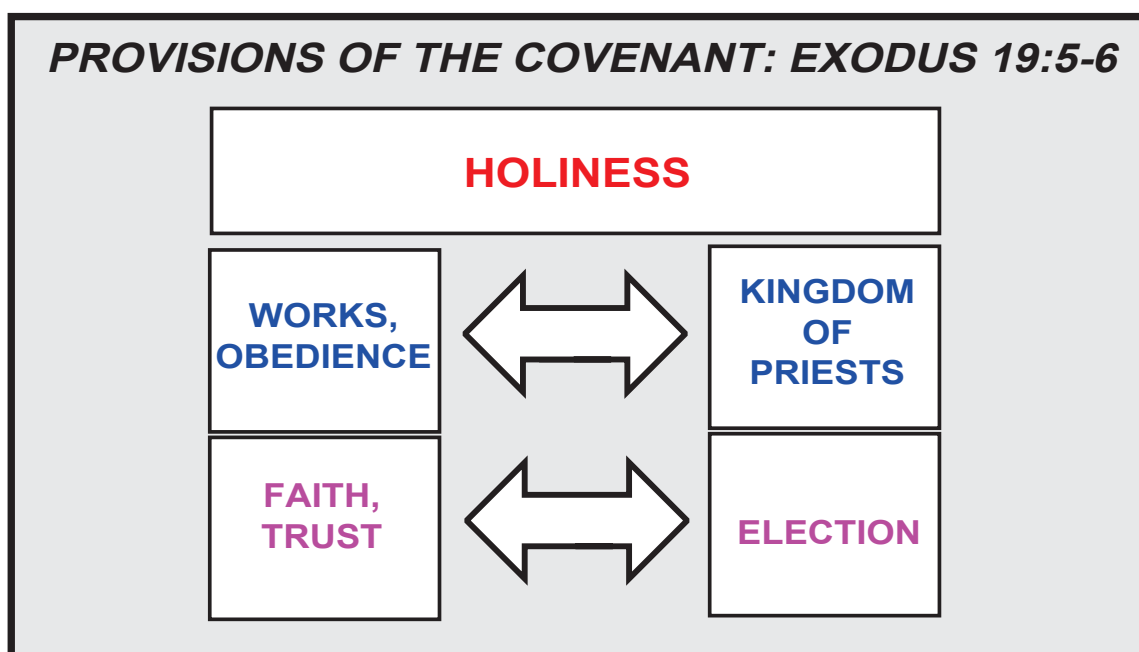 PROVISIONS OF THE COVENANT: EXODUS 19:5-6
HOLINESS
WORKS,
OBEDIENCE
KINGDOM
OF
PRIESTS
FAITH,
TRUST
ELECTION